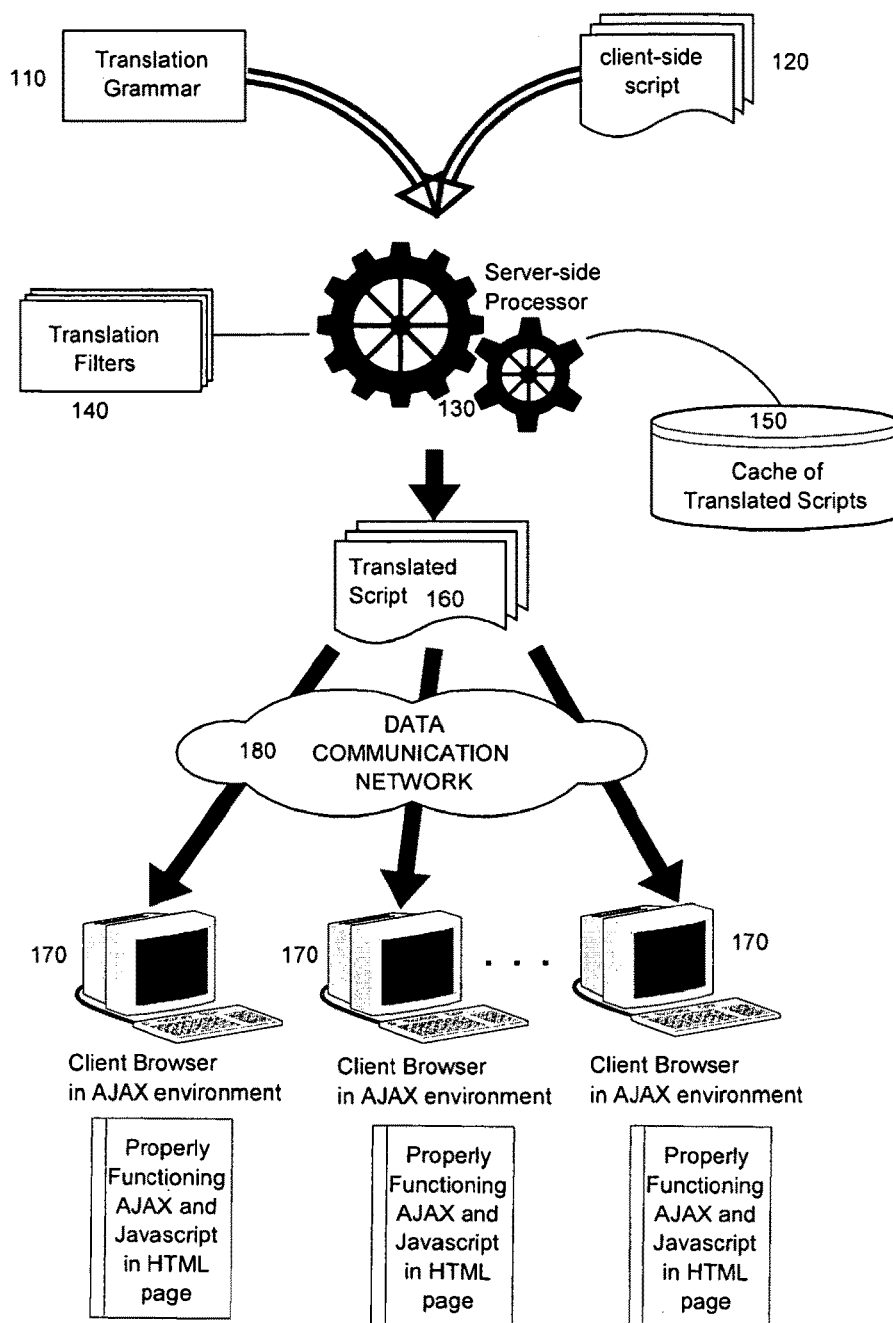 110
Translation
Grammar
client-side
script
120
Server-side
Processor
130
Translation
Filters
140
150
Cache of
Translated Scripts
Translated
Script 160
180
DATA
COMMUNICATION
NETWORK
170
170
. . .
170
Client Browser
in AJAX environment
Client Browser
in AJAX environment
Client Browser
in AJAX environment
Properly
Functioning
AJAX and
Javascript
in HTML
page
Properly
Functioning
AJAX and
Javascript
in HTML
page
Properly
Functioning
AJAX and
Javascript
in HTML
page